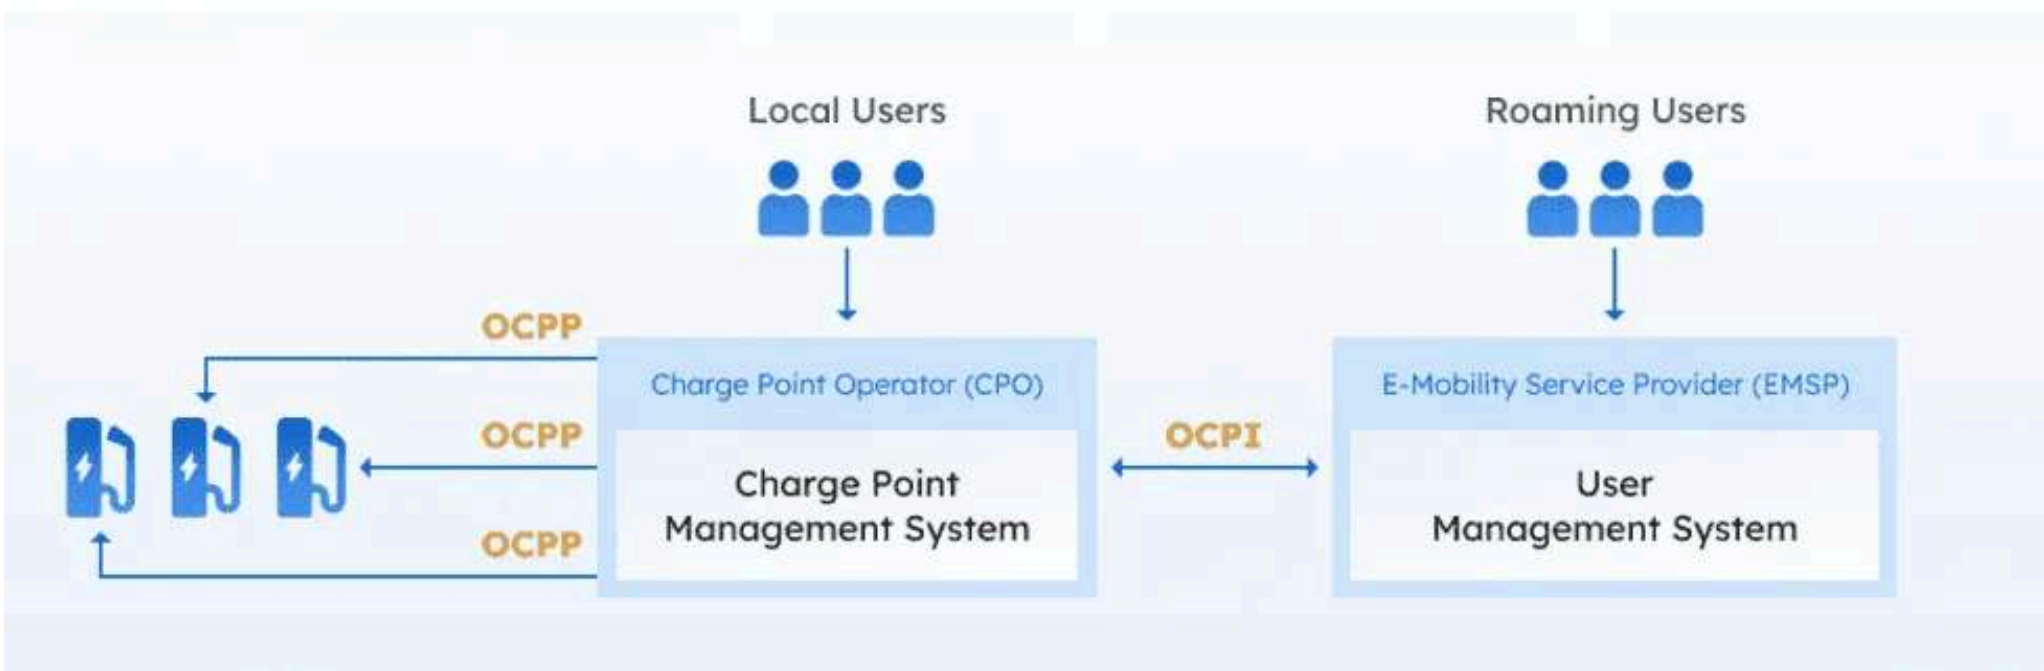 Local Users
Roaming Users
OCPP
Charge Point Operator (CPO)
E-Mobility Service Provider (EMSP)
OCPP
OCPI
Charge Point
Management System
User
Management System
OCPP